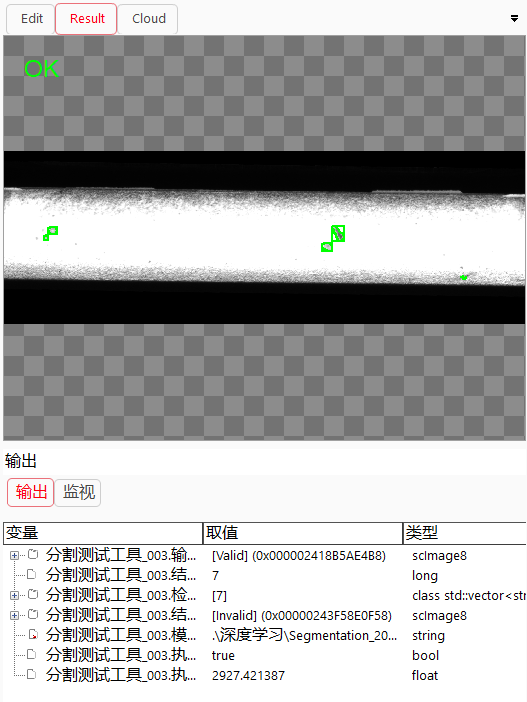 Edit Result Cloud
OK
输出
输出 监视
变量 取值 类型
分割测试工具_003.输... [Valid] (0x000002418B5AE4B8) scImage8
分割测试工具_003.结... 7 long
分割测试工具_003.检... [7] class std::vector<str
分割测试工具_003.结... [Invalid] (0x00000243F58E0F58) scImage8
分割测试工具_003.模... .\深度学习\Segmentation_20... string
分割测试工具_003.执... true bool
分割测试工具_003.执... 2927.421387 float